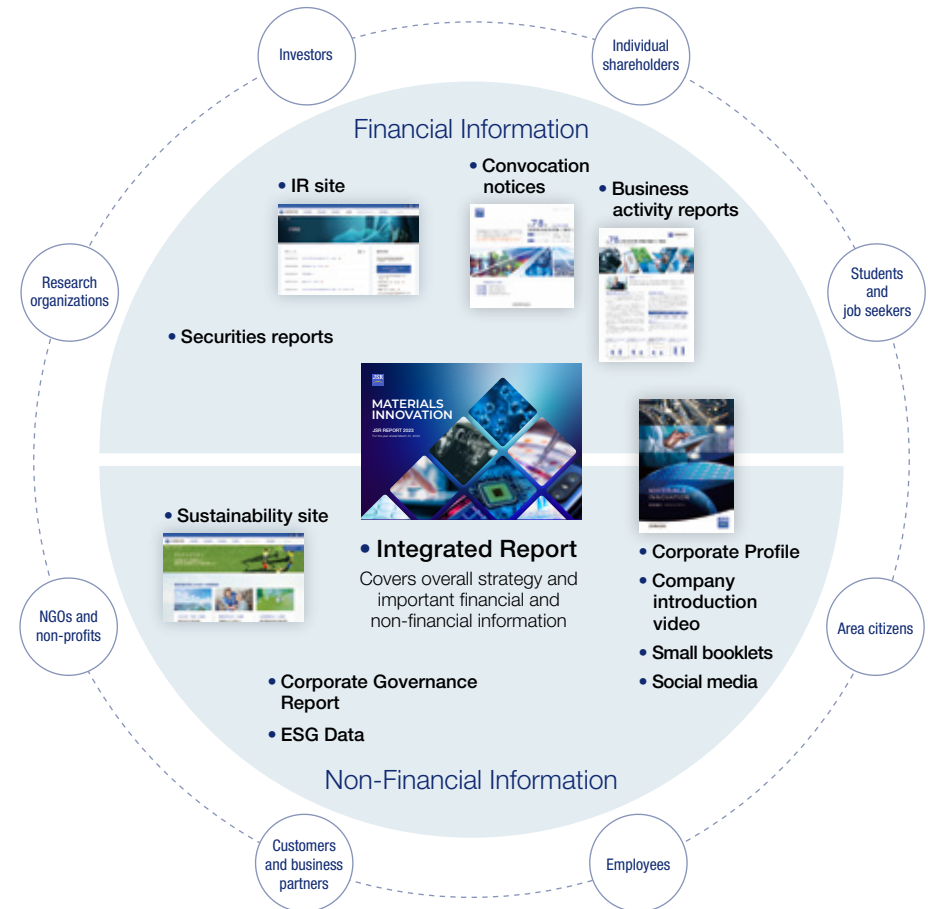 Investors
Individual
shareholders
Financial Information
• Convocation
notices
• IR site
• Business
activity reports
Research
organizations
Students
and
job seekers
• Securities reports
JSR
MATERIALS
INNOVATION
JSR REPORT 2023
MATERIALS
INNOVATION
• Sustainability site
• Integrated Report
Covers overall strategy and
important financial and
non-financial information
• Corporate Profile
• Company
introduction
video
• Small booklets
• Social media
NGOs and
non-profits
Area citizens
• Corporate Governance
Report
• ESG Data
Non-Financial Information
Customers
and business
partners
Employees